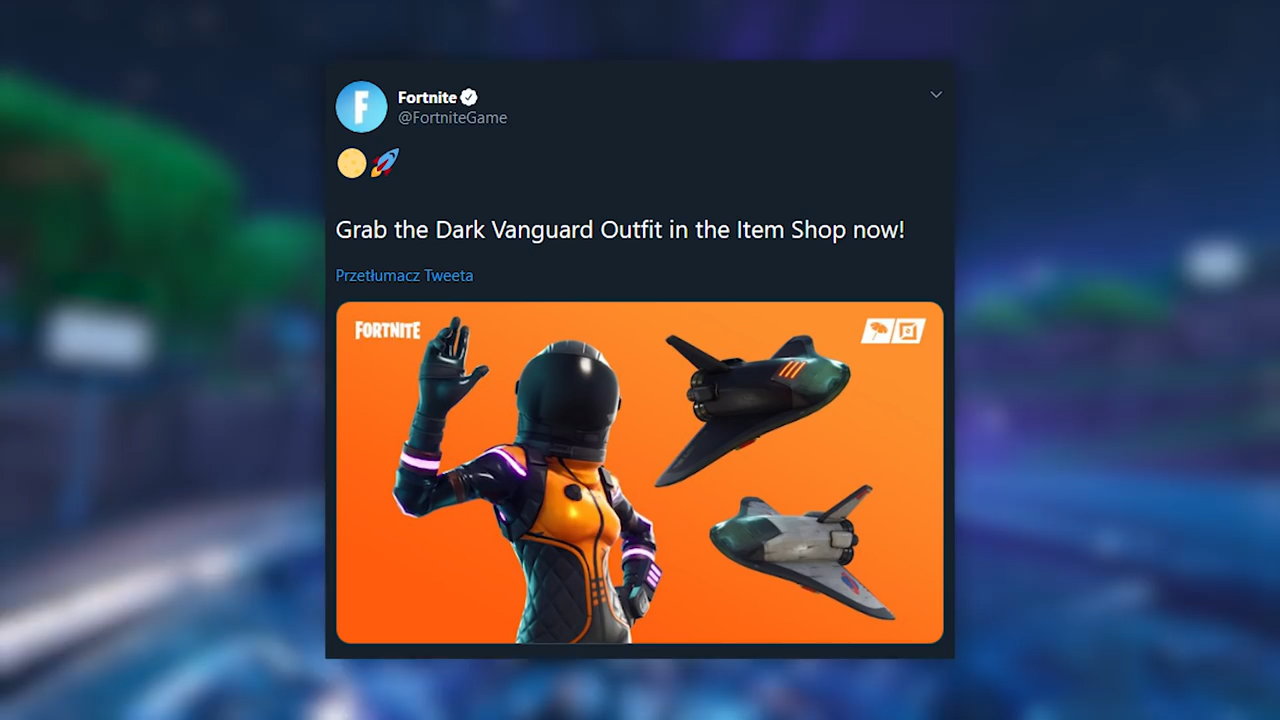 Fortnite
@FortniteGame
Grab the Dark Vanguard Outfit in the Item Shop now!
Przetłumacz Tweeta
FORTNITE